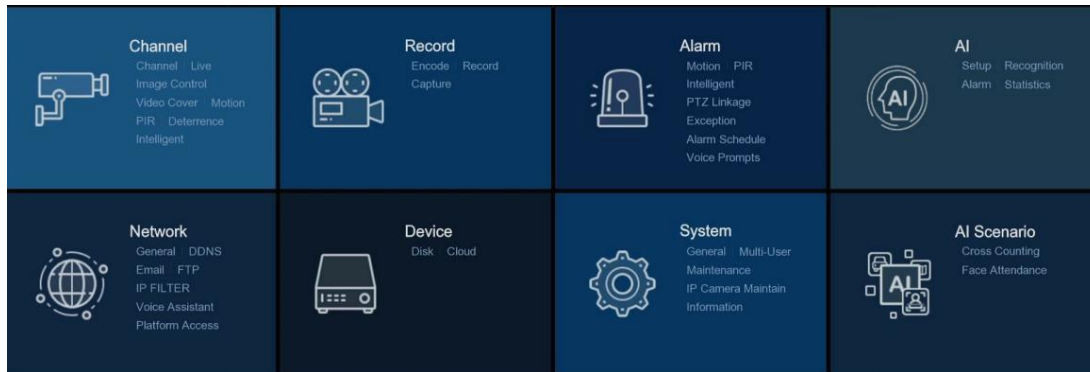 Channel
Channel | Live
Image Control
Video Cover | Motion
PIR | Deterrence
Intelligent
Record
Encode | Record
Capture
Alarm
Motion | PIR
Intelligent
PTZ Linkage
Exception
Alarm Schedule
Voice Prompts
AI
Setup | Recognition
Alarm | Statistics
AI
Network
General | DDNS
Email | FTP
IP FILTER
Voice Assistant
Platform Access
Device
Disk | Cloud
System
General | Multi-User
Maintenance
IP Camera Maintain
Information
AI Scenario
Cross Counting
Face Attendance
AI